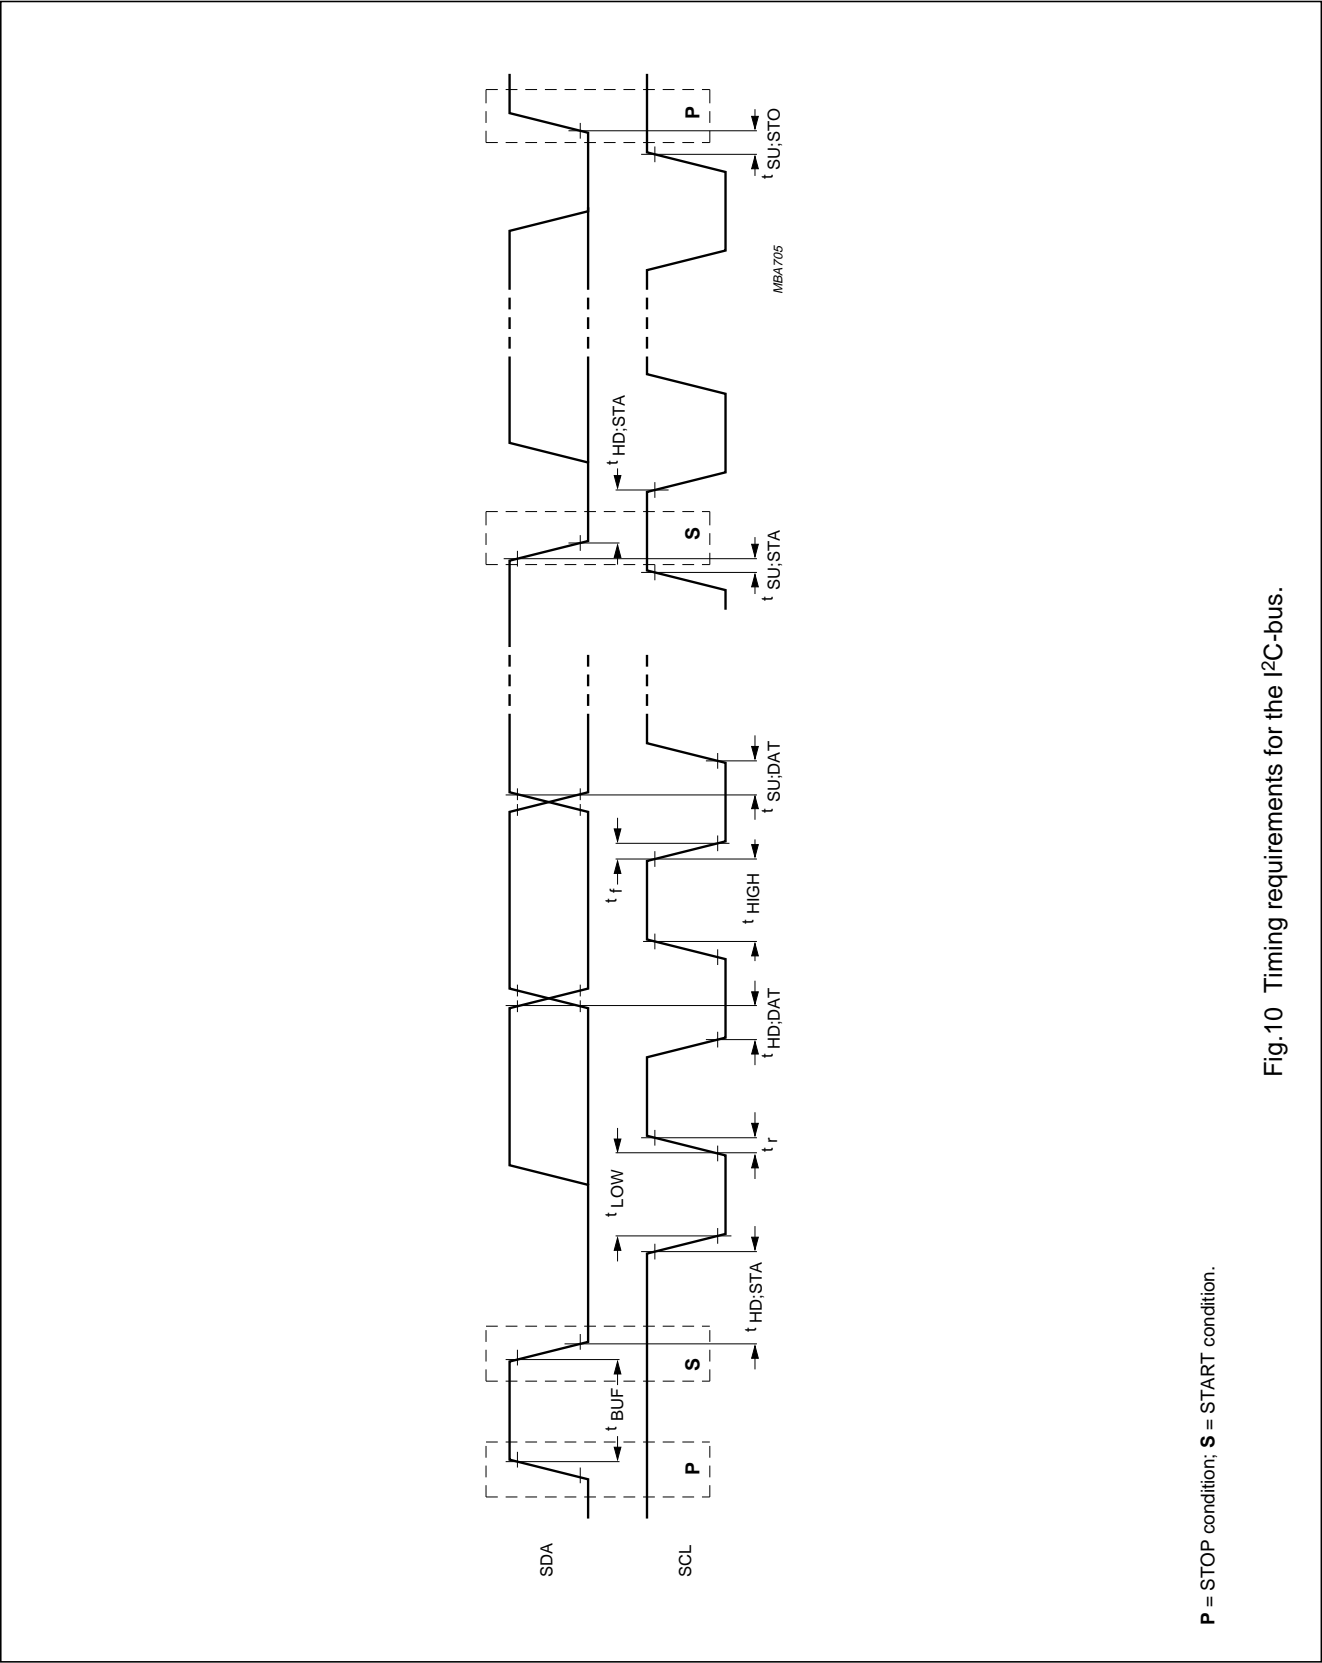 SDA
SCL
P
S
S
P
t BUF
t LOW
t f
t HD;STA
t HD;STA
t r
t HD;DAT
t HIGH
t SU;DAT
t SU;STA
t SU;STO
MBA705
P = STOP condition; S = START condition.
Fig.10 Timing requirements for the I²C-bus.